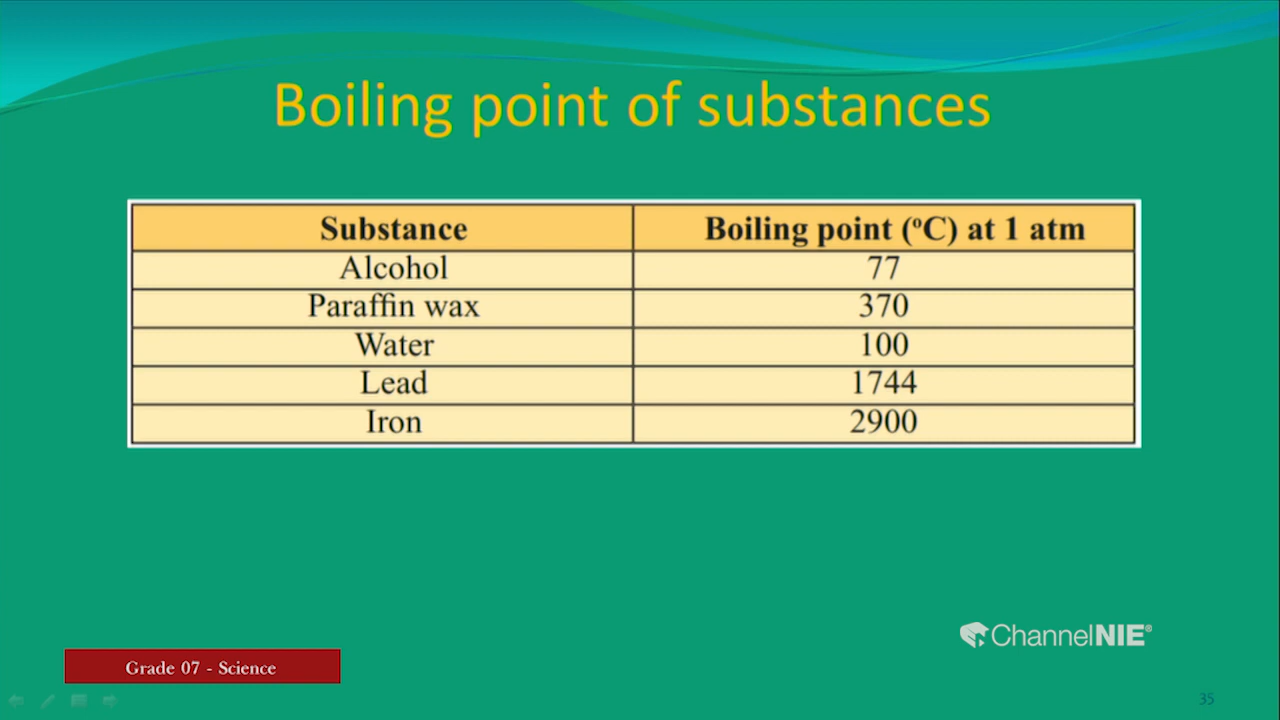 Boiling point of substances
Substance Boiling point (°C) at 1 atm
Alcohol 77
Paraffin wax 370
Water 100
Lead 1744
Iron 2900
ChannelNIE®
Grade 07 - Science
35